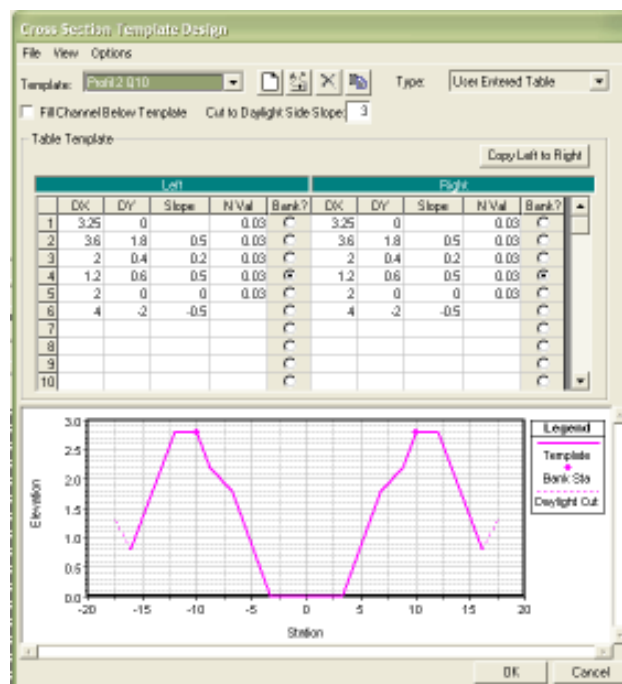 Cross Section Template Design
File View Options
Template: Profil 2 Q10 Type: User Entered Table
Fill Channel Below Template Cut to Daylight Side Slope: 3
Table Template
Copy Left to Right
Left Right
DX DY Slope N Val Bank? DX DY Slope N Val Bank?
1 3.25 0 0.03 3.25 0 0.03
2 3.6 1.8 0.5 0.03 3.6 1.8 0.5 0.03
3 2 0.4 0.2 0.03 2 0.4 0.2 0.03
4 1.2 0.6 0.5 0.03 1.2 0.6 0.5 0.03
5 2 0 0 0.03 2 0 0 0.03
6 4 -2 -0.5 4 -2 -0.5
7
8
9
10
3.0
2.5
2.0
1.5
1.0
0.5
0.0
Elevation
-20 -15 -10 -5 0 5 10 15 20
Station
Legend
Template
Bank Sta
Daylight Cut
OK Cancel